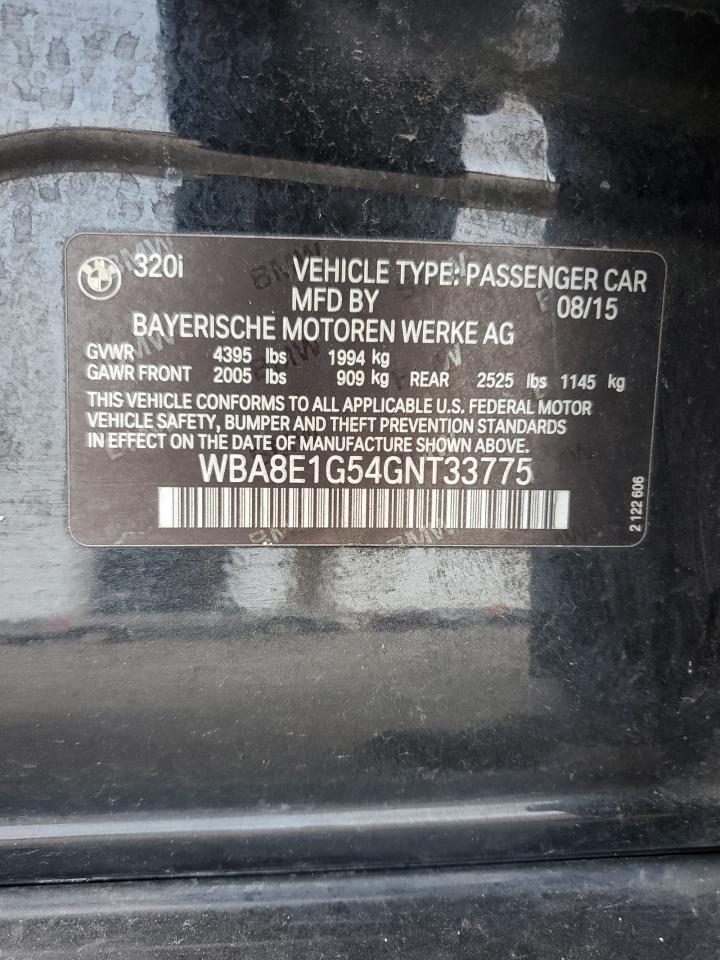 320i VEHICLE TYPE: PASSENGER CAR
MFD BY 08/15
BAYERISCHE MOTOREN WERKE AG
GVWR 4395 lbs 1994 kg
GAWR FRONT 2005 lbs 909 kg REAR 2525 lbs 1145 kg
THIS VEHICLE CONFORMS TO ALL APPLICABLE U.S. FEDERAL MOTOR
VEHICLE SAFETY, BUMPER AND THEFT PREVENTION STANDARDS
IN EFFECT ON THE DATE OF MANUFACTURE SHOWN ABOVE.
WBA8E1G54GNT33775
2 122 606